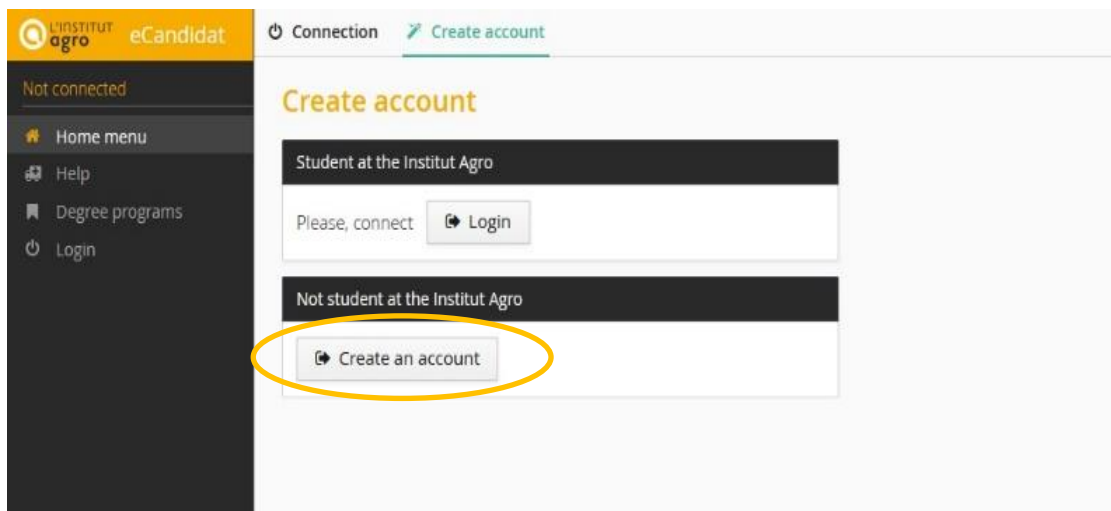 L'INSTITUT
agro
eCandidat
Not connected
Home menu
Help
Degree programs
Login
Connection
Create account
Create account
Student at the Institut Agro
Please, connect
Login
Not student at the Institut Agro
Create an account